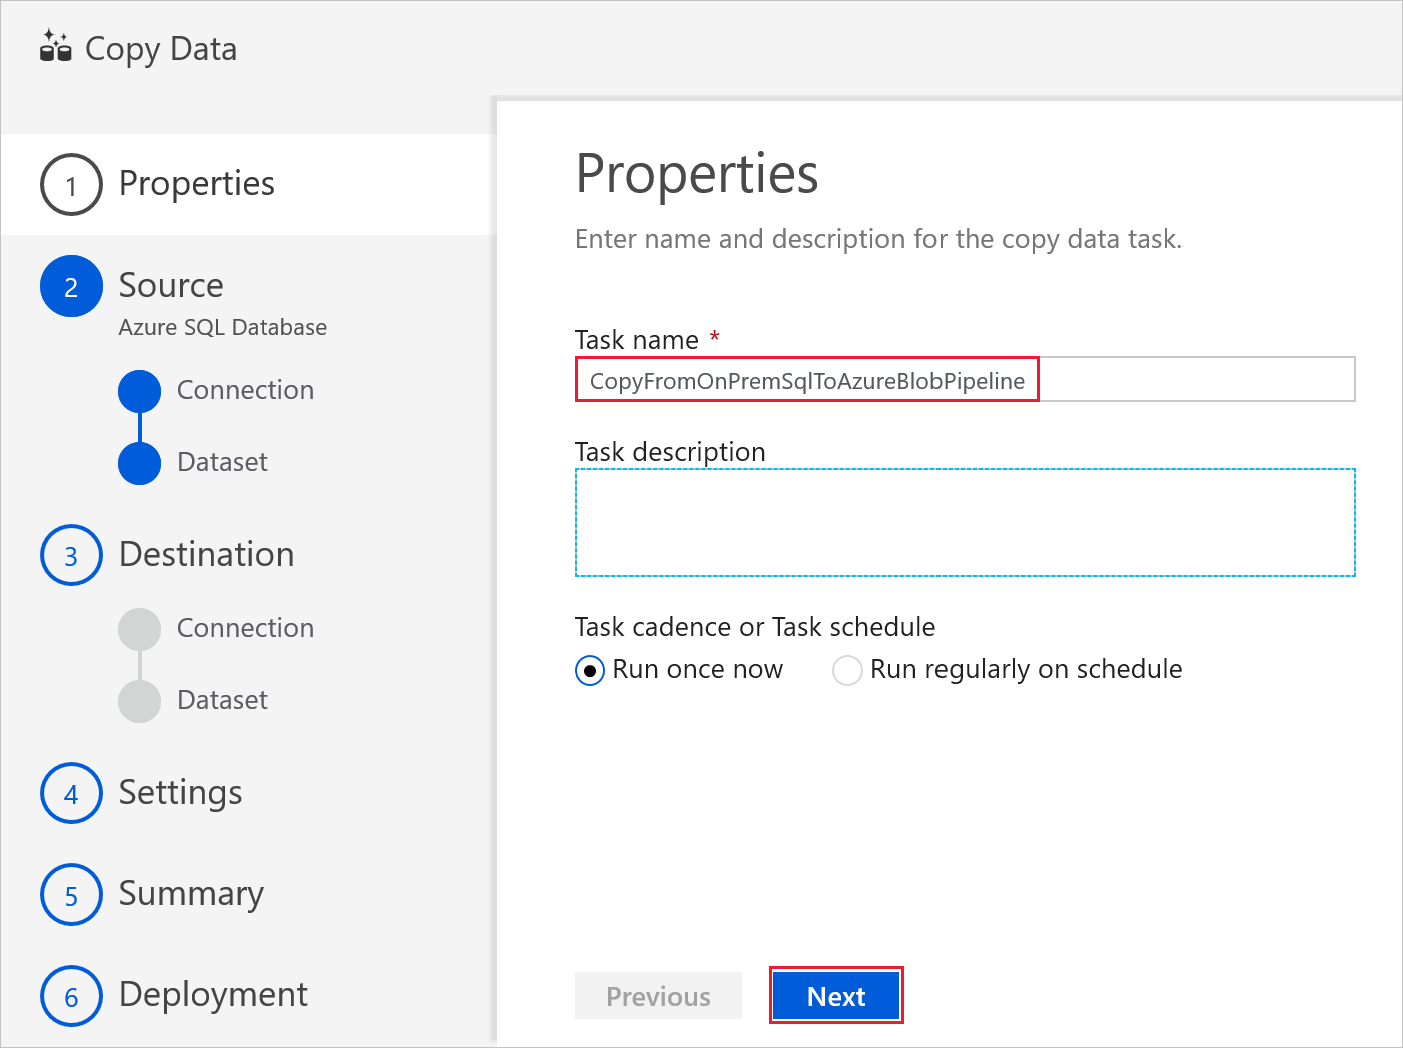 Copy Data
1 Properties
2 Source
Azure SQL Database
Connection
Dataset
3 Destination
Connection
Dataset
4 Settings
5 Summary
6 Deployment
Properties
Enter name and description for the copy data task.
Task name *
CopyFromOnPremSqlToAzureBlobPipeline
Task description
Task cadence or Task schedule
Run once now Run regularly on schedule
Previous Next